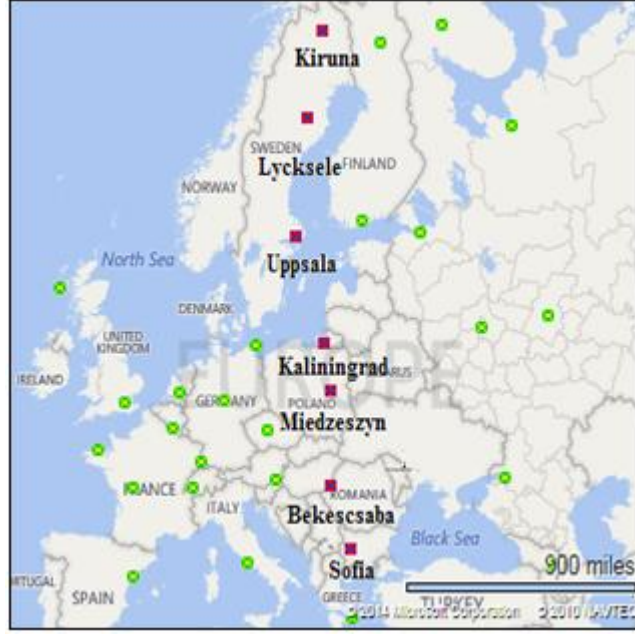 Kiruna
SWEDEN
Lycksele
FINLAND
NORWAY
North Sea
Uppsala
DENMARK
UNITED
KINGDOM
EUROPE
Kaliningrad
IRELAND
GERMANY
POLAND
Miedzeszyn
FRANCE
ROMANIA
ITALY
Bekescsaba
Black Sea
Sofia
900 miles
SPAIN
GREECE
TURKEY
© 2014 Microsoft Corporation © 2010 NAVTEQ